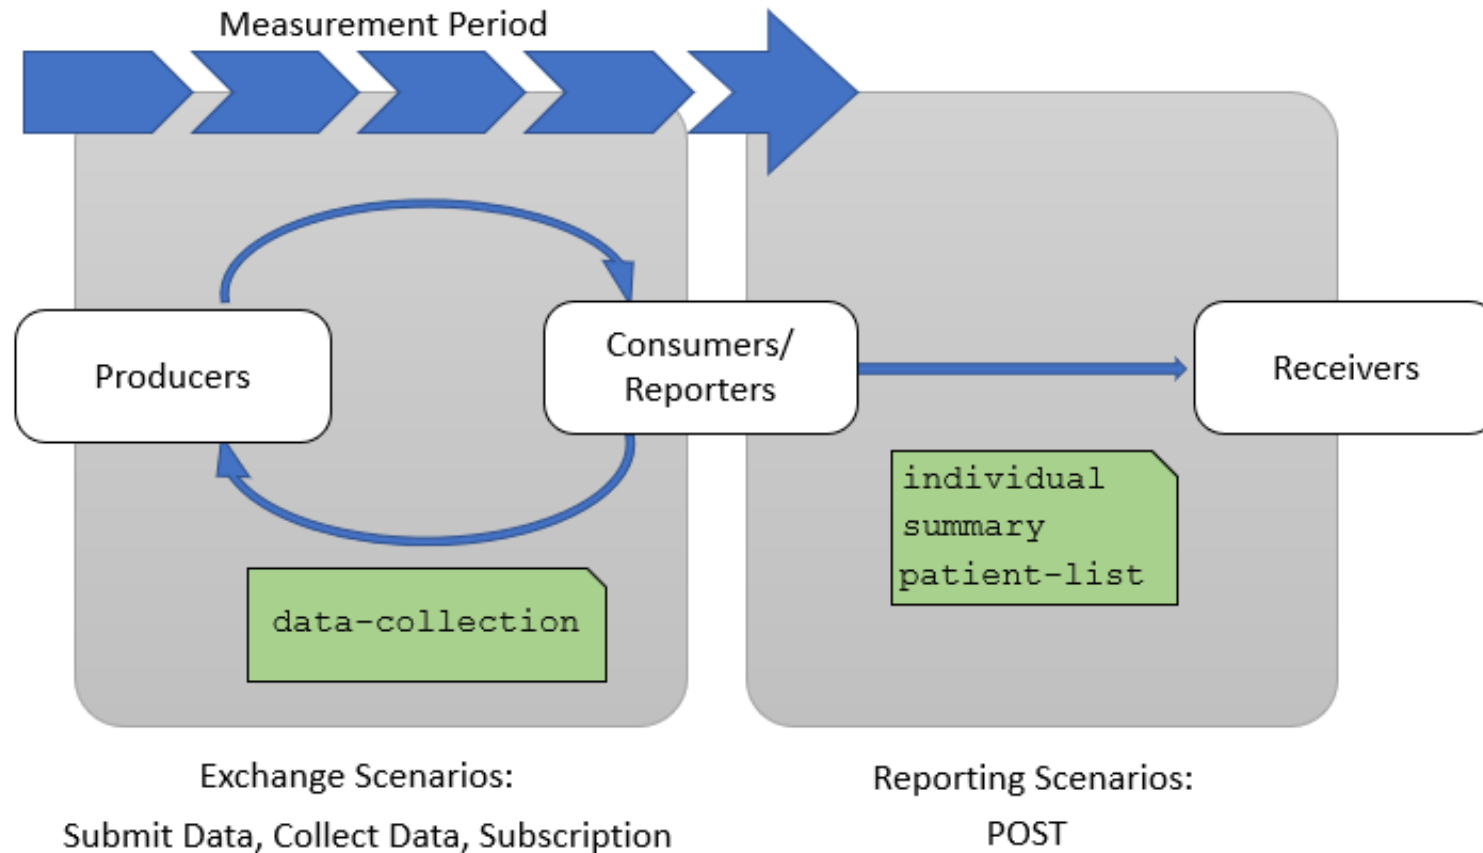 Measurement Period
Producers
Consumers/
Reporters
Receivers
data-collection
individual
summary
patient-list
Exchange Scenarios:
Submit Data, Collect Data, Subscription
Reporting Scenarios:
POST